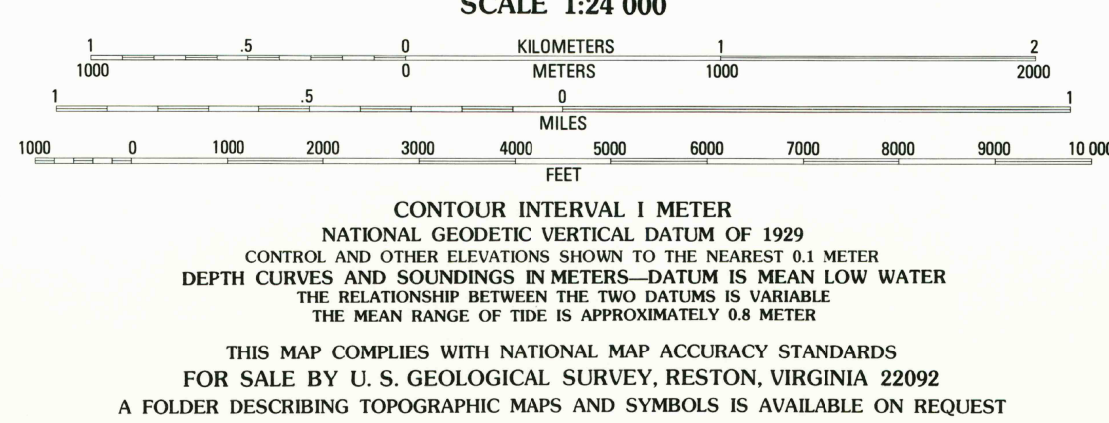 SCALE 1:24 000
1 .5 0 KILOMETERS 1 2
1000 0 METERS 1000 2000
1 .5 0 1
MILES
1000 0 1000 2000 3000 4000 5000 6000 7000 8000 9000 10 000
FEET
CONTOUR INTERVAL 1 METER
NATIONAL GEODETIC VERTICAL DATUM OF 1929
CONTROL AND OTHER ELEVATIONS SHOWN TO THE NEAREST 0.1 METER
DEPTH CURVES AND SOUNDINGS IN METERS—DATUM IS MEAN LOW WATER
THE RELATIONSHIP BETWEEN THE TWO DATUMS IS VARIABLE
THE MEAN RANGE OF TIDE IS APPROXIMATELY 0.8 METER
THIS MAP COMPLIES WITH NATIONAL MAP ACCURACY STANDARDS
FOR SALE BY U. S. GEOLOGICAL SURVEY, RESTON, VIRGINIA 22092
A FOLDER DESCRIBING TOPOGRAPHIC MAPS AND SYMBOLS IS AVAILABLE ON REQUEST